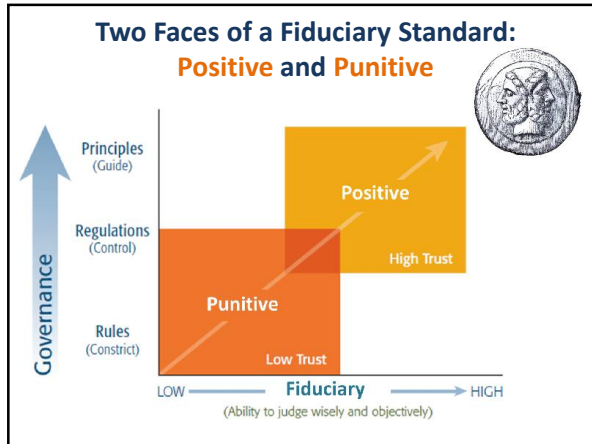 Two Faces of a Fiduciary Standard:
Positive and Punitive
Principles
(Guide)
Positive
Regulations
(Control)
High Trust
Punitive
Rules
(Constrict)
Low Trust
Governance
LOW Fiduciary HIGH
(Ability to judge wisely and objectively)